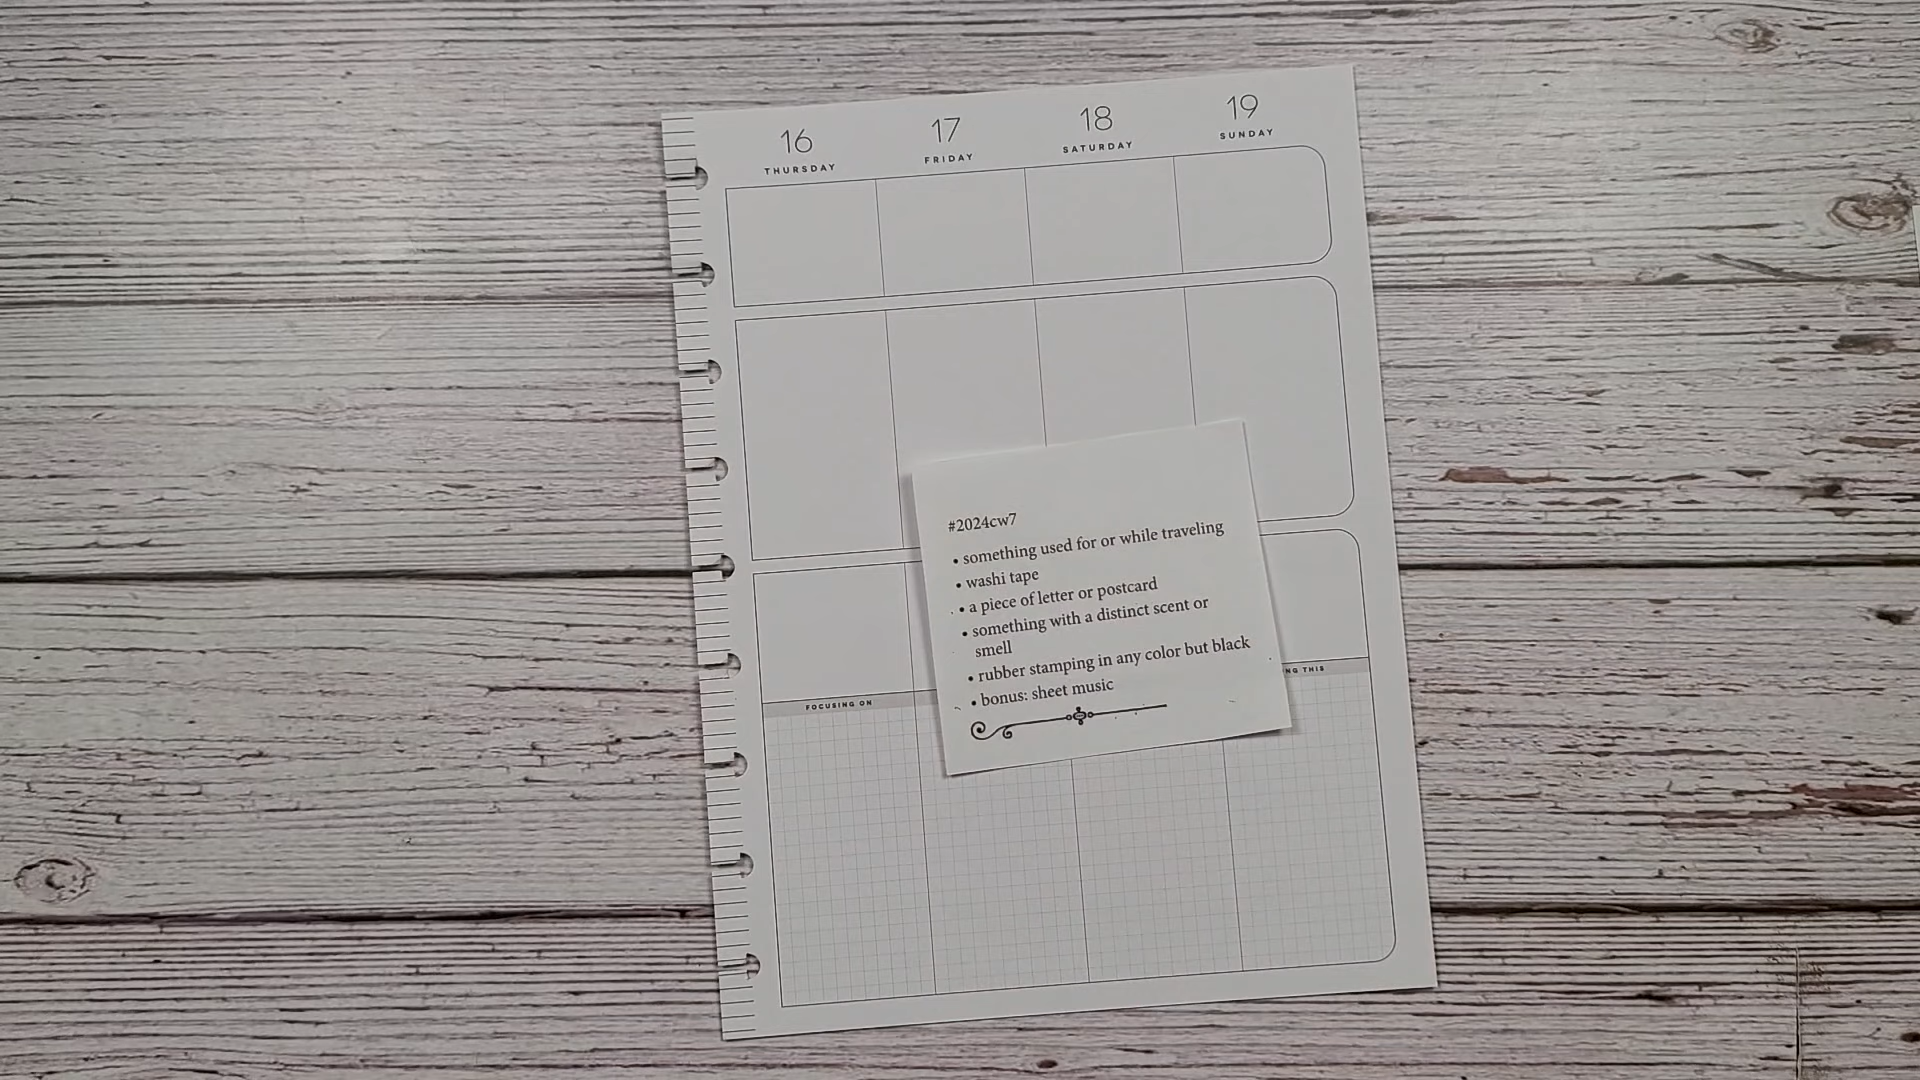 16 17 18 19
THURSDAY FRIDAY SATURDAY SUNDAY
#2024cw7
• something used for or while traveling
• washi tape
• a piece of letter or postcard
• something with a distinct scent or
smell
• rubber stamping in any color but black
• bonus: sheet music
FOCUSING ON
NG THIS